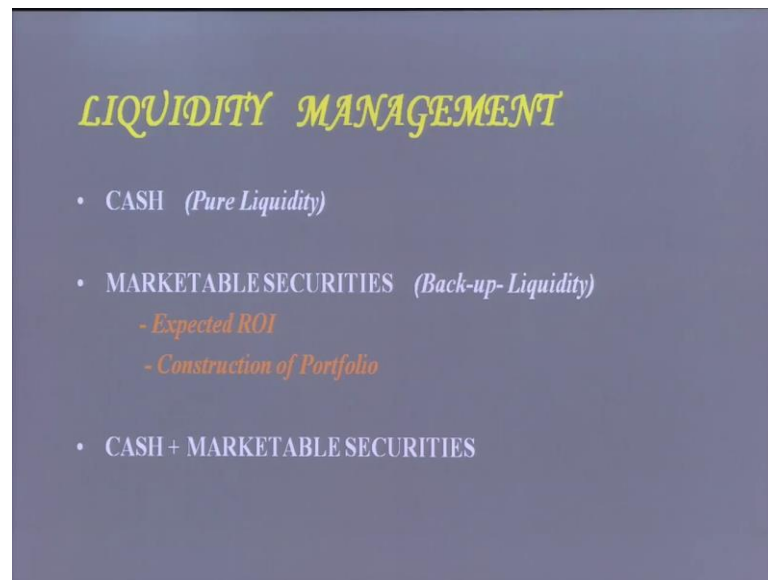 LIQUIDITY MANAGEMENT
• CASH (Pure Liquidity)
• MARKETABLE SECURITIES (Back-up- Liquidity)
- Expected ROI
- Construction of Portfolio
• CASH + MARKETABLE SECURITIES